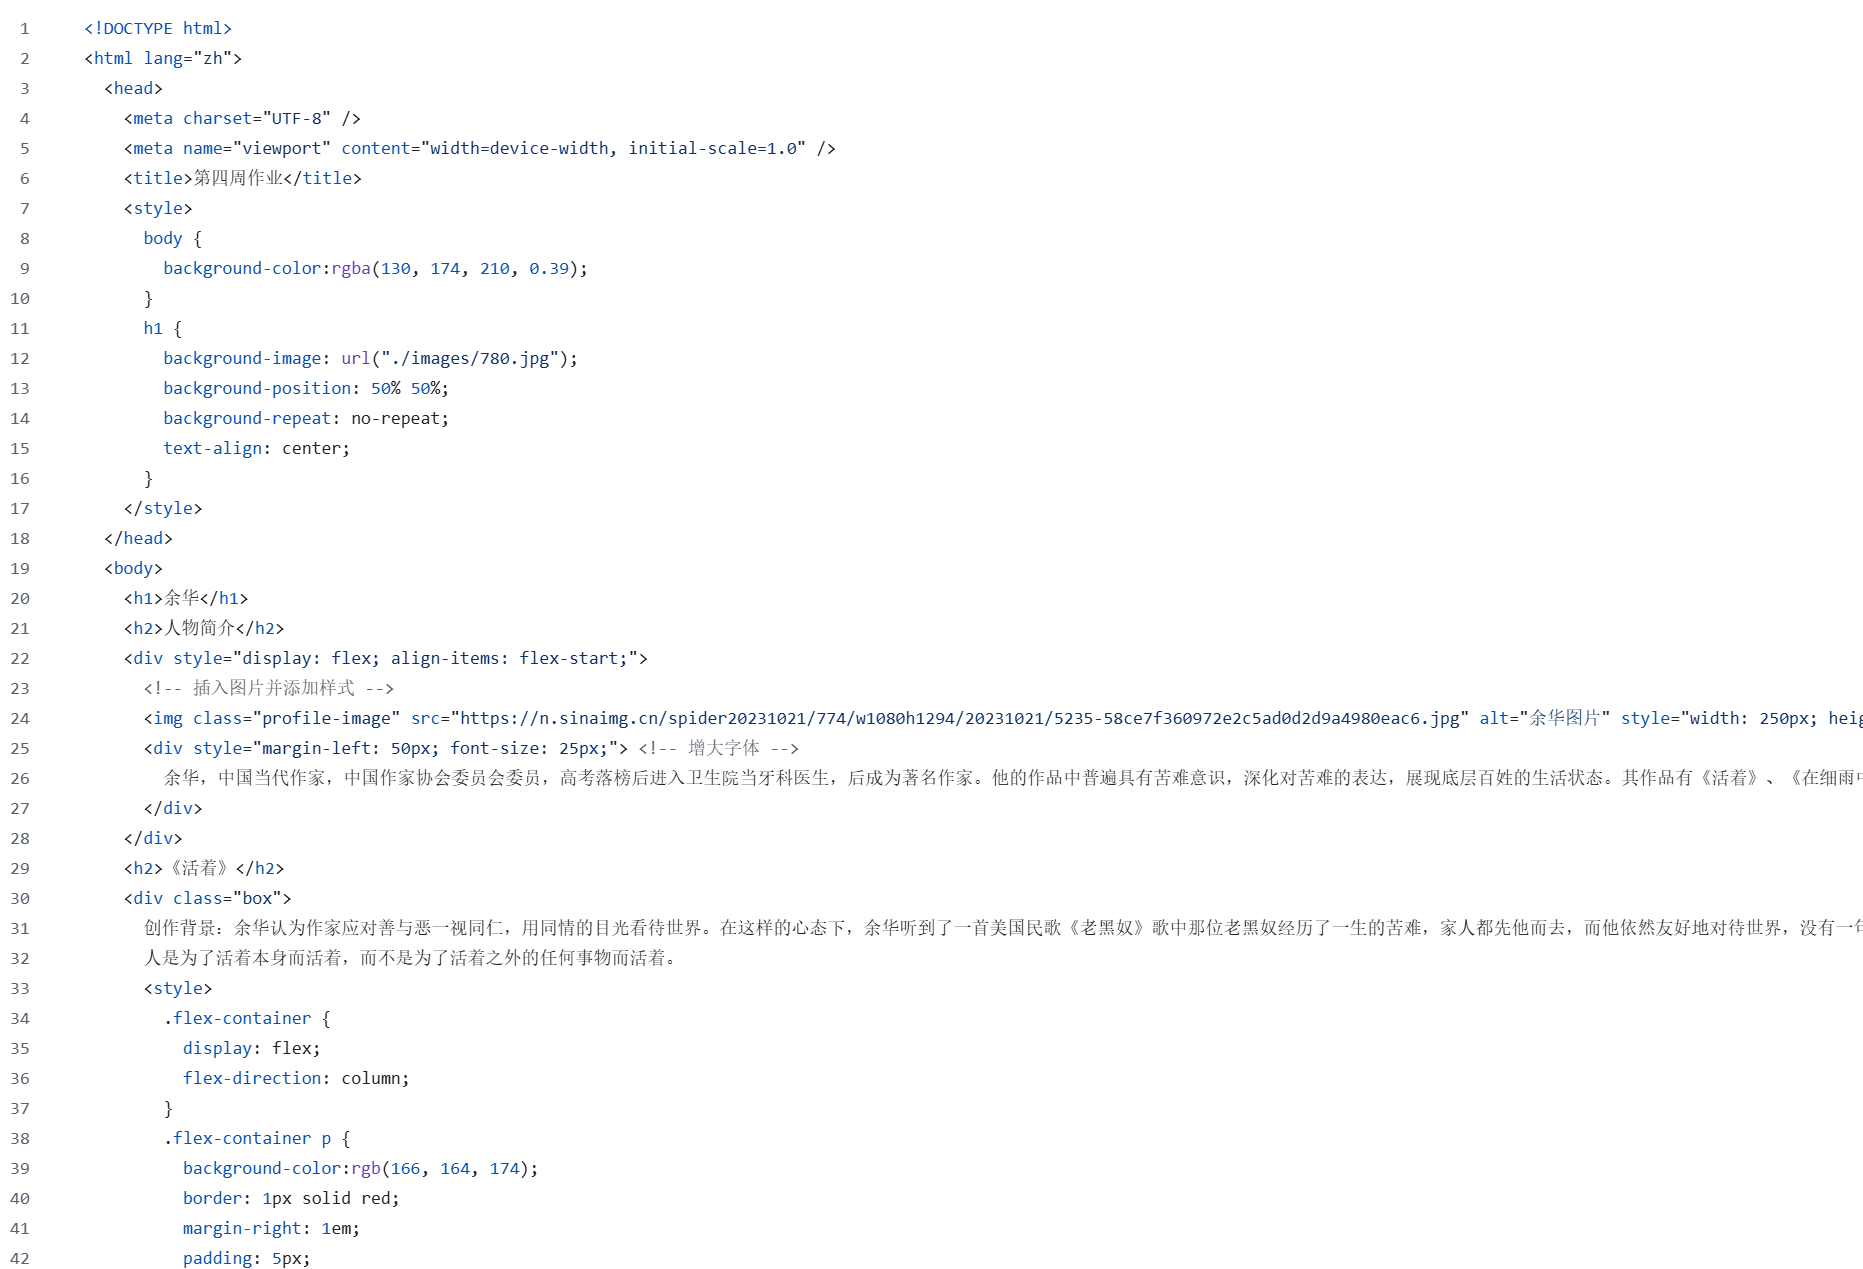 1 <!DOCTYPE html>
2 <html lang="zh">
3 <head>
4 <meta charset="UTF-8" />
5 <meta name="viewport" content="width=device-width, initial-scale=1.0" />
6 <title>第四周作业</title>
7 <style>
8 body {
9 background-color:rgba(130, 174, 210, 0.39);
10 }
11 h1 {
12 background-image: url("./images/780.jpg");
13 background-position: 50% 50%;
14 background-repeat: no-repeat;
15 text-align: center;
16 }
17 </style>
18 </head>
19 <body>
20 <h1>余华</h1>
21 <h2>人物简介</h2>
22 <div style="display: flex; align-items: flex-start;">
23 <!-- 插入图片并添加样式 -->
24 <img class="profile-image" src="https://n.sinaimg.cn/spider20231021/774/w1080h1294/20231021/5235-58ce7f360972e2c5ad0d2d9a4980eac6.jpg" alt="余华图片" style="width: 250px; heig
25 <div style="margin-left: 50px; font-size: 25px;"> <!-- 增大字体 -->
26 余华，中国当代作家，中国作家协会委员会委员，高考落榜后进入卫生院当牙科医生，后成为著名作家。他的作品中普遍具有苦难意识，深化对苦难的表达，展现底层百姓的生活状态。其作品有《活着》、《在细雨中
27 </div>
28 </div>
29 <h2>《活着》</h2>
30 <div class="box">
31 创作背景：余华认为作家应对善与恶一视同仁，用同情的目光看待世界。在这样的心态下，余华听到了一首美国民歌《老黑奴》歌中那位老黑奴经历了一生的苦难，家人都先他而去，而他依然友好地对待世界，没有一句
32 人是为了活着本身而活着，而不是为了活着之外的任何事物而活着。
33 <style>
34 .flex-container {
35 display: flex;
36 flex-direction: column;
37 }
38 .flex-container p {
39 background-color:rgb(166, 164, 174);
40 border: 1px solid red;
41 margin-right: 1em;
42 padding: 5px;